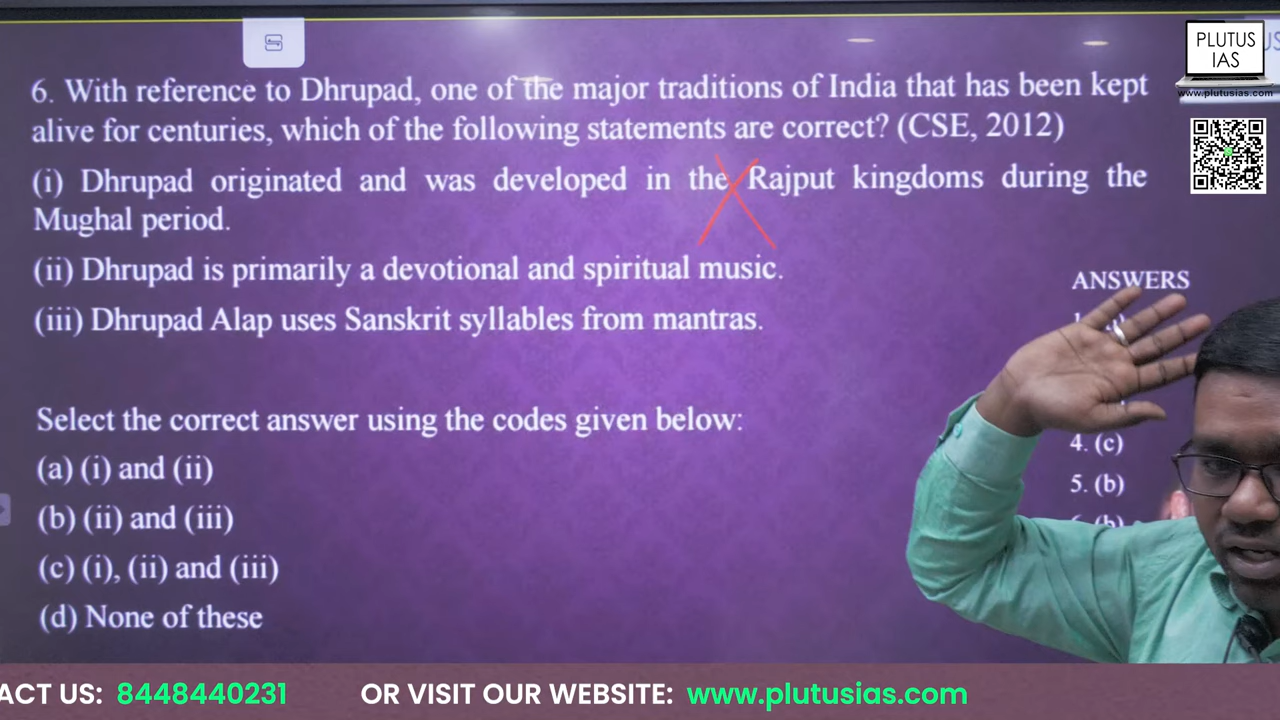 PLUTUS
IAS
www.plutusias.com
6. With reference to Dhrupad, one of the major traditions of India that has been kept
alive for centuries, which of the following statements are correct? (CSE, 2012)
(i) Dhrupad originated and was developed in the Rajput kingdoms during the
Mughal period.
(ii) Dhrupad is primarily a devotional and spiritual music.
(iii) Dhrupad Alap uses Sanskrit syllables from mantras.
Select the correct answer using the codes given below:
(a) (i) and (ii)
(b) (ii) and (iii)
(c) (i), (ii) and (iii)
(d) None of these
ANSWERS
4. (c)
5. (b)
(b)
ACT US: 8448440231 OR VISIT OUR WEBSITE: www.plutusias.com